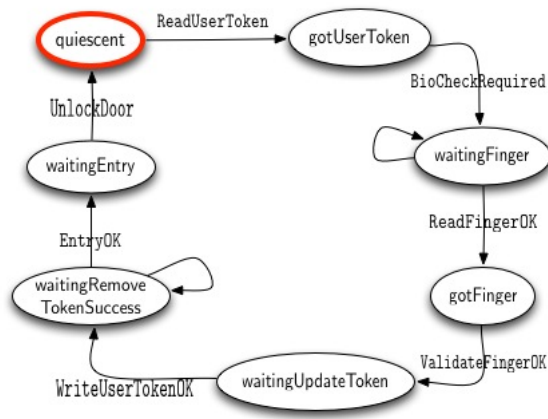 quiescent
ReadUserToken
gotUserToken
BioCheckRequired
UnlockDoor
waitingEntry
waitingFinger
EntryOK
ReadFingerOK
waitingRemove
TokenSuccess
gotFinger
ValidateFingerOK
WriteUserTokenOK
waitingUpdateToken